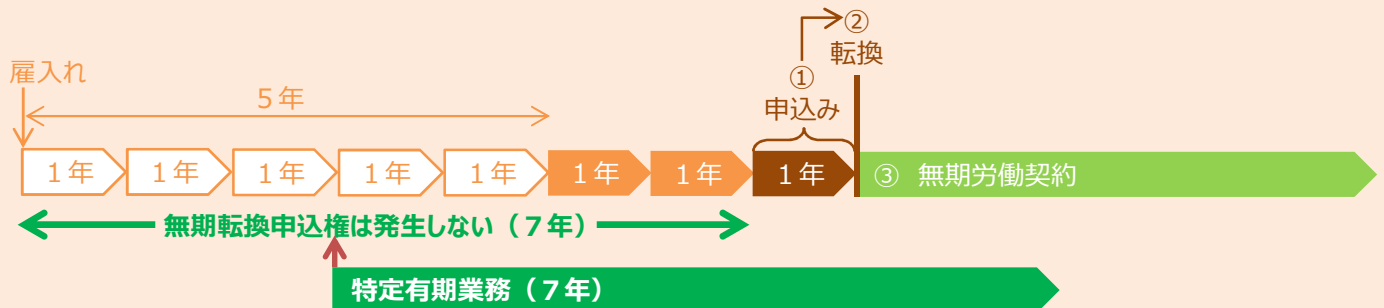 ②
転換
雇入れ
①
5年
申込み
1年 1年 1年 1年 1年 1年 1年 1年 ③ 無期労働契約
無期転換申込権は発生しない(7年)
特定有期業務(7年)